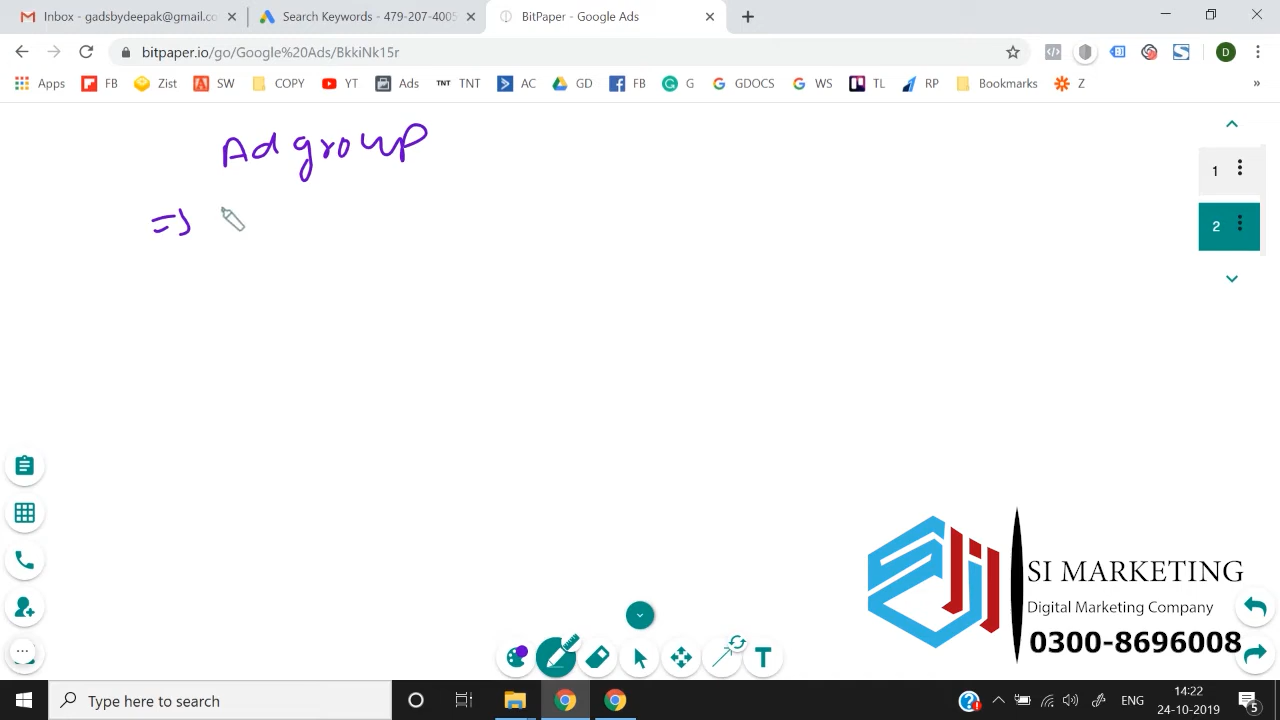 Inbox - gadsbydeepak@gmail.co
Search Keywords - 479-207-4005
BitPaper - Google Ads
bitpaper.io/go/Google%20Ads/BkkiNk15r
D
Apps FB Zist SW COPY YT Ads TNT TNT AC GD FB G GDOCS WS TL RP Bookmarks Z »
Ad group
=>
1
2
SI MARKETING
Digital Marketing Company
0300-8696008
T
Type here to search
ENG
14:22
24-10-2019
5